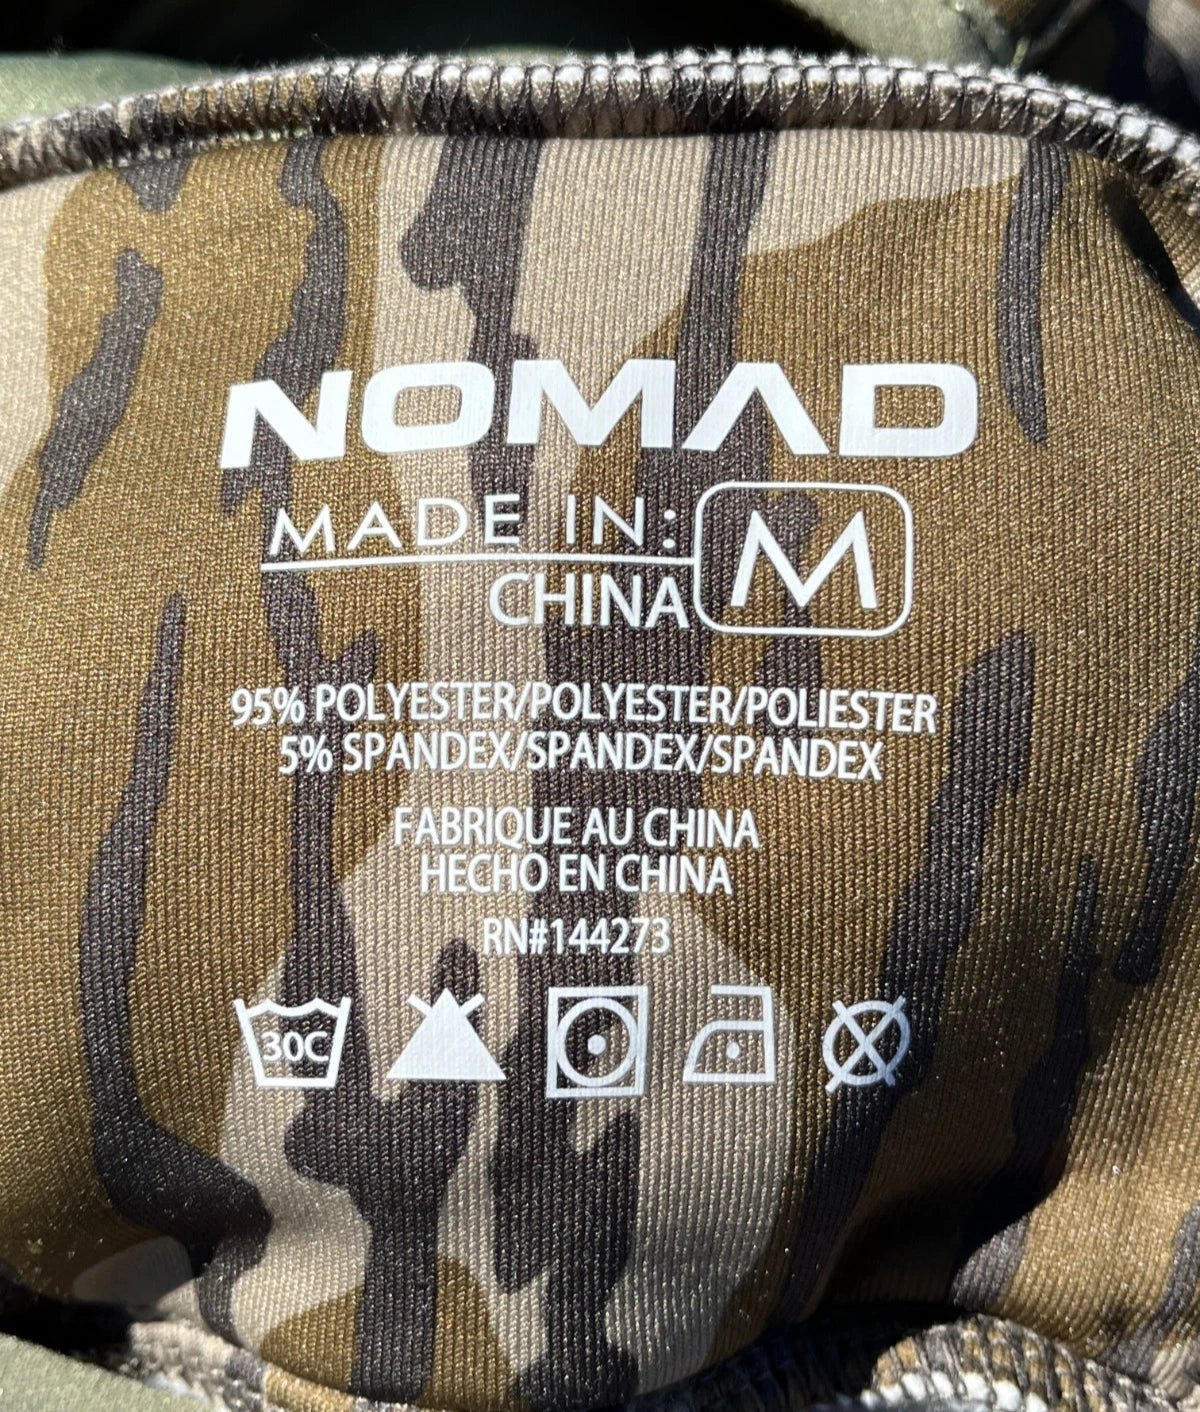 NOMAD
MADE IN: M
CHINA
95% POLYESTER/POLYESTER/POLIESTER
5% SPANDEX/SPANDEX/SPANDEX
FABRIQUE AU CHINA
HECHO EN CHINA
RN#144273
30C